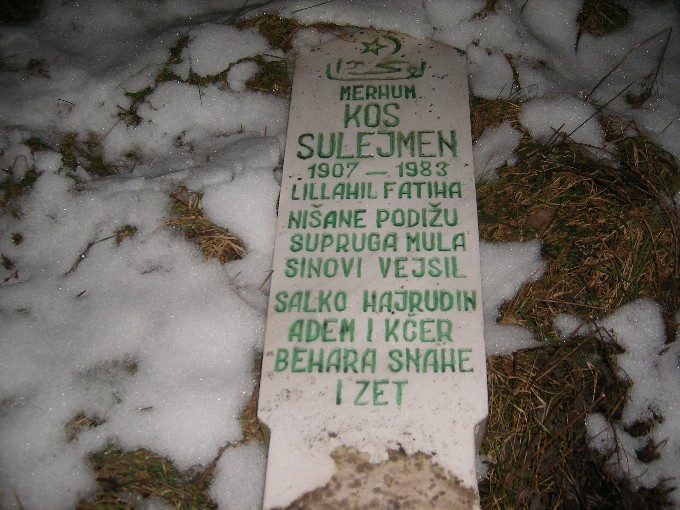 MERHUM
KOS
SULEJMEN
1907 — 1983
LILLAHIL FATIHA
NIŠANE PODIŽU
SUPRUGA MULA
SINOVI VEJSIL
SALKO HAJRUDIN
ADEM I KĆER
BEHARA SNAHE
I ZET